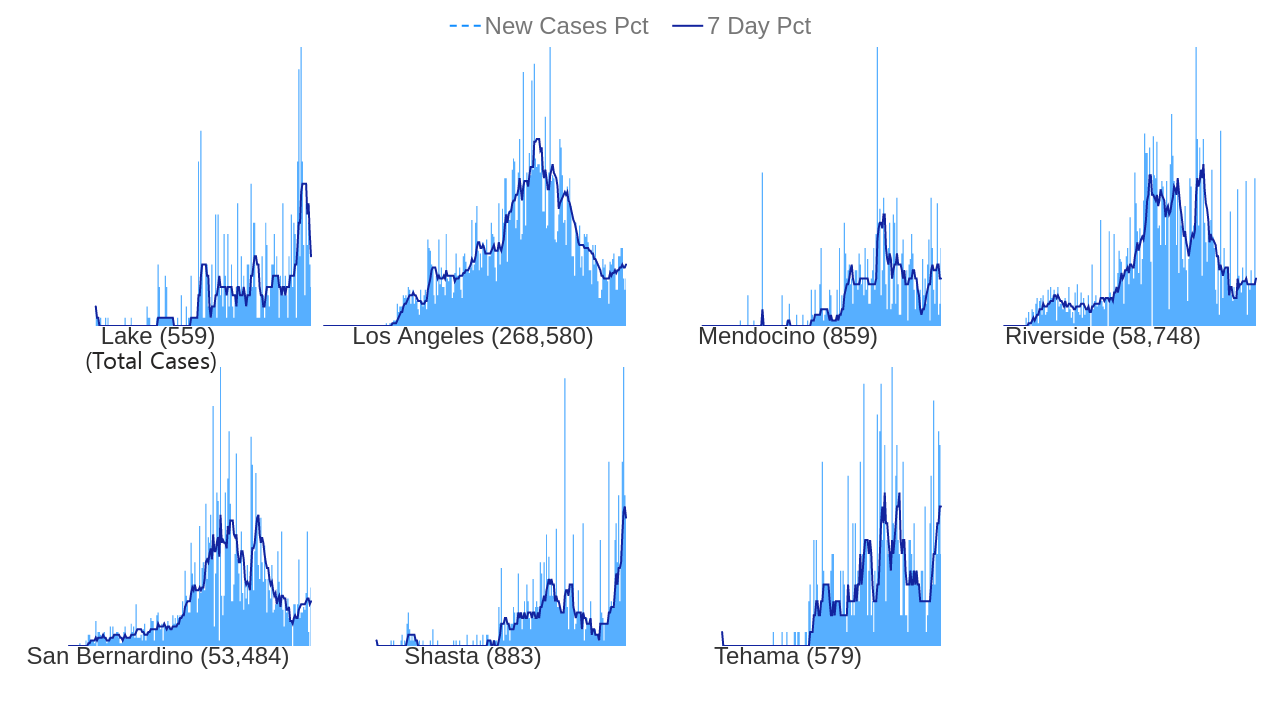 New Cases Pct 7 Day Pct
Lake (559)
(Total Cases)
Los Angeles (268,580)
Mendocino (859)
Riverside (58,748)
San Bernardino (53,484)
Shasta (883)
Tehama (579)